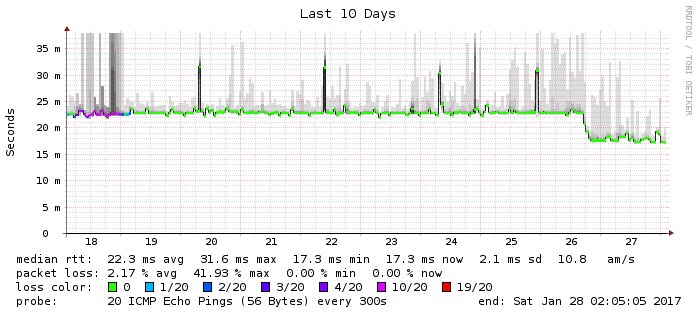 Last 10 Days
RRDTOOL / TOBI OETIKER
Seconds
35 m
30 m
25 m
20 m
15 m
10 m
5 m
0
18 19 20 21 22 23 24 25 26 27
median rtt: 22.3 ms avg 31.6 ms max 17.3 ms min 17.3 ms now 2.1 ms sd 10.8 am/s
packet loss: 2.17 % avg 41.93 % max 0.00 % min 0.00 % now
loss color: 0 1/20 2/20 3/20 4/20 10/20 19/20
probe: 20 ICMP Echo Pings (56 Bytes) every 300s end: Sat Jan 28 02:05:05 2017